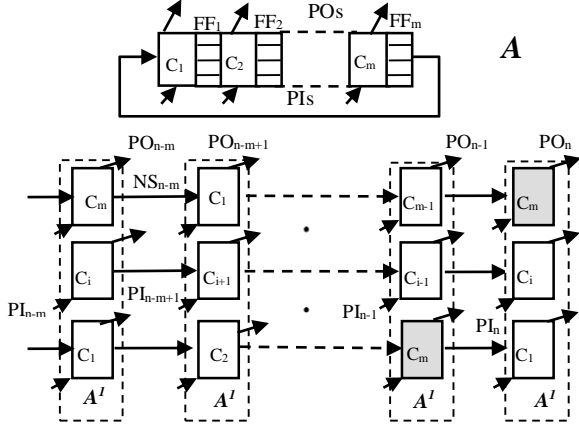 POs
FF₁ FF₂ FFₘ
C₁ C₂ Cₘ
A
PIs
POₙ₋ₘ POₙ₋ₘ₊₁ POₙ₋₁ POₙ
NSₙ₋ₘ
Cₘ C₁ Cₘ₋₁ Cₘ
Cᵢ Cᵢ₊₁ Cᵢ₋₁ Cᵢ
PIₙ₋ₘ PIₙ₋ₘ₊₁ PIₙ₋₁ PIₙ
C₁ C₂ Cₘ C₁
A¹ A¹ A¹ A¹